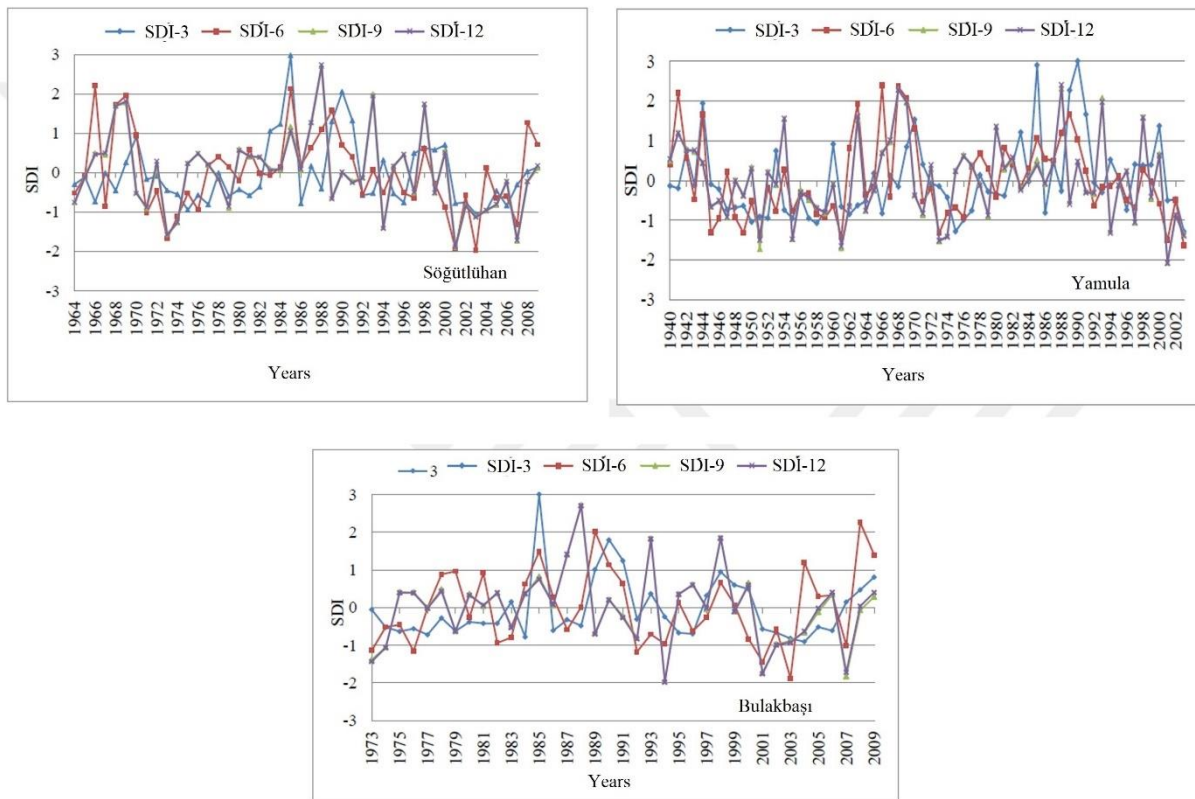 SDİ-3 SDİ-6 SDİ-9 SDİ-12
3
2
1
0
-1
-2
-3
SDİ
Söğütlühan
1964 1966 1968 1970 1972 1974 1976 1978 1980 1982 1984 1986 1988 1990 1992 1994 1996 1998 2000 2002 2004 2006 2008
Years
SDİ-3 SDİ-6 SDİ-9 SDİ-12
3
2
1
0
-1
-2
-3
SDİ
Yamula
1940 1942 1944 1946 1948 1950 1952 1954 1956 1958 1960 1962 1964 1966 1968 1970 1972 1974 1976 1978 1980 1982 1984 1986 1988 1990 1992 1994 1996 1998 2000 2002
Years
3 SDİ-3 SDİ-6 SDİ-9 SDİ-12
3
2
1
0
-1
-2
-3
SDİ
Bulakbaşı
1973 1975 1977 1979 1981 1983 1985 1987 1989 1991 1993 1995 1997 1999 2001 2003 2005 2007 2009
Years